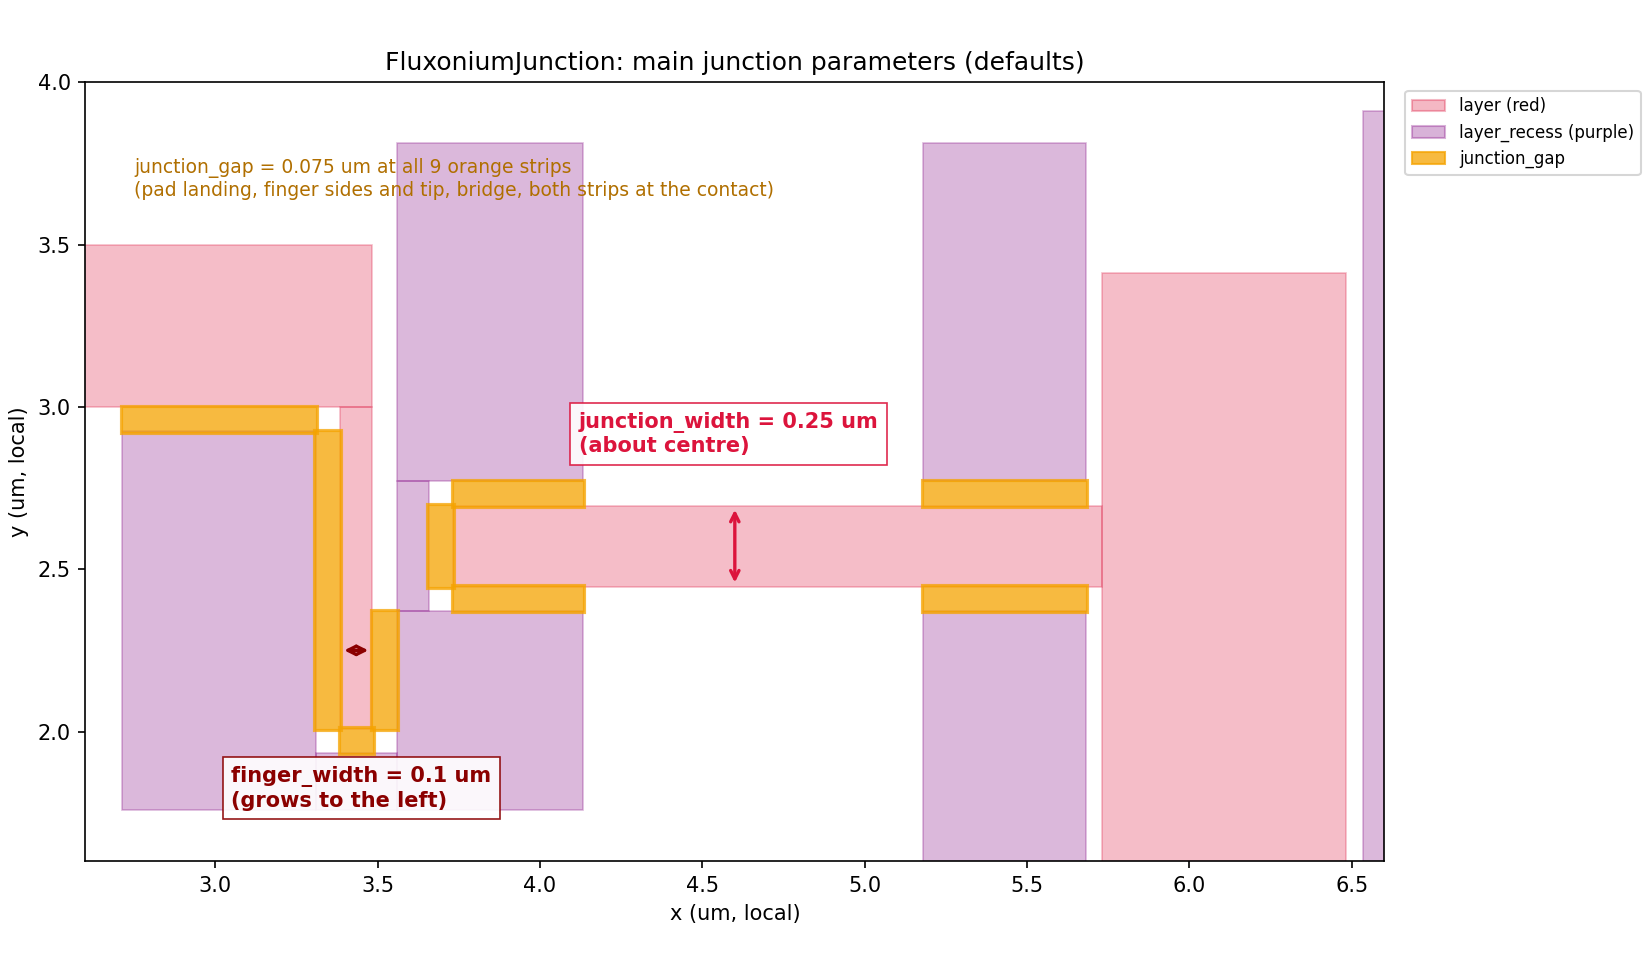 FluxoniumJunction: main junction parameters (defaults)
layer (red)
layer_recess (purple)
junction_gap
junction_gap = 0.075 um at all 9 orange strips
(pad landing, finger sides and tip, bridge, both strips at the contact)
junction_width = 0.25 um
(about centre)
finger_width = 0.1 um
(grows to the left)
y (um, local)
4.0
3.5
3.0
2.5
2.0
3.0 3.5 4.0 4.5 5.0 5.5 6.0 6.5
x (um, local)